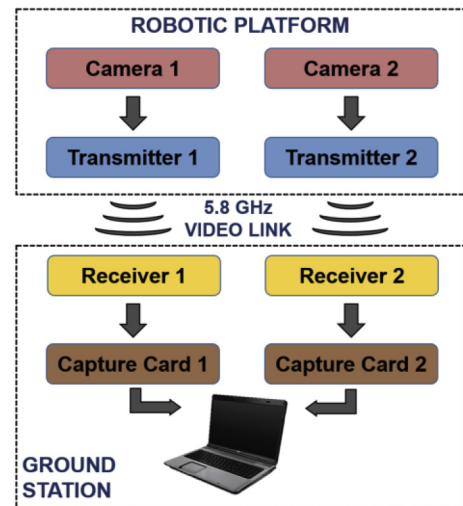 ROBOTIC PLATFORM
Camera 1
Camera 2
Transmitter 1
Transmitter 2
5.8 GHz
VIDEO LINK
Receiver 1
Receiver 2
Capture Card 1
Capture Card 2
GROUND
STATION